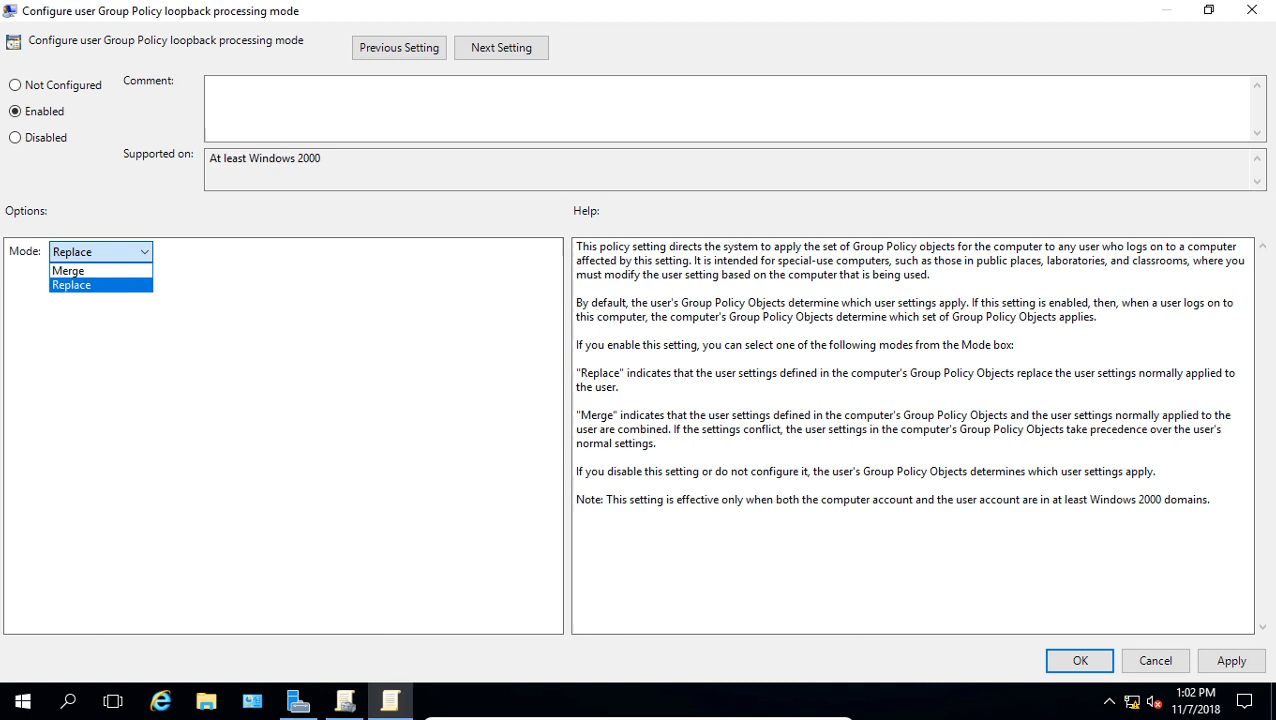 Configure user Group Policy loopback processing mode
Configure user Group Policy loopback processing mode
Previous Setting
Next Setting
Not Configured
Enabled
Disabled
Comment:
Supported on:
At least Windows 2000
Options:
Help:
Mode:
Replace
Merge
Replace
This policy setting directs the system to apply the set of Group Policy objects for the computer to any user who logs on to a computer
affected by this setting. It is intended for special-use computers, such as those in public places, laboratories, and classrooms, where you
must modify the user setting based on the computer that is being used.
By default, the user's Group Policy Objects determine which user settings apply. If this setting is enabled, then, when a user logs on to
this computer, the computer's Group Policy Objects determine which set of Group Policy Objects applies.
If you enable this setting, you can select one of the following modes from the Mode box:
"Replace" indicates that the user settings defined in the computer's Group Policy Objects replace the user settings normally applied to
the user.
"Merge" indicates that the user settings defined in the computer's Group Policy Objects and the user settings normally applied to the
user are combined. If the settings conflict, the user settings in the computer's Group Policy Objects take precedence over the user's
normal settings.
If you disable this setting or do not configure it, the user's Group Policy Objects determines which user settings apply.
Note: This setting is effective only when both the computer account and the user account are in at least Windows 2000 domains.
OK
Cancel
Apply
1:02 PM
11/7/2018